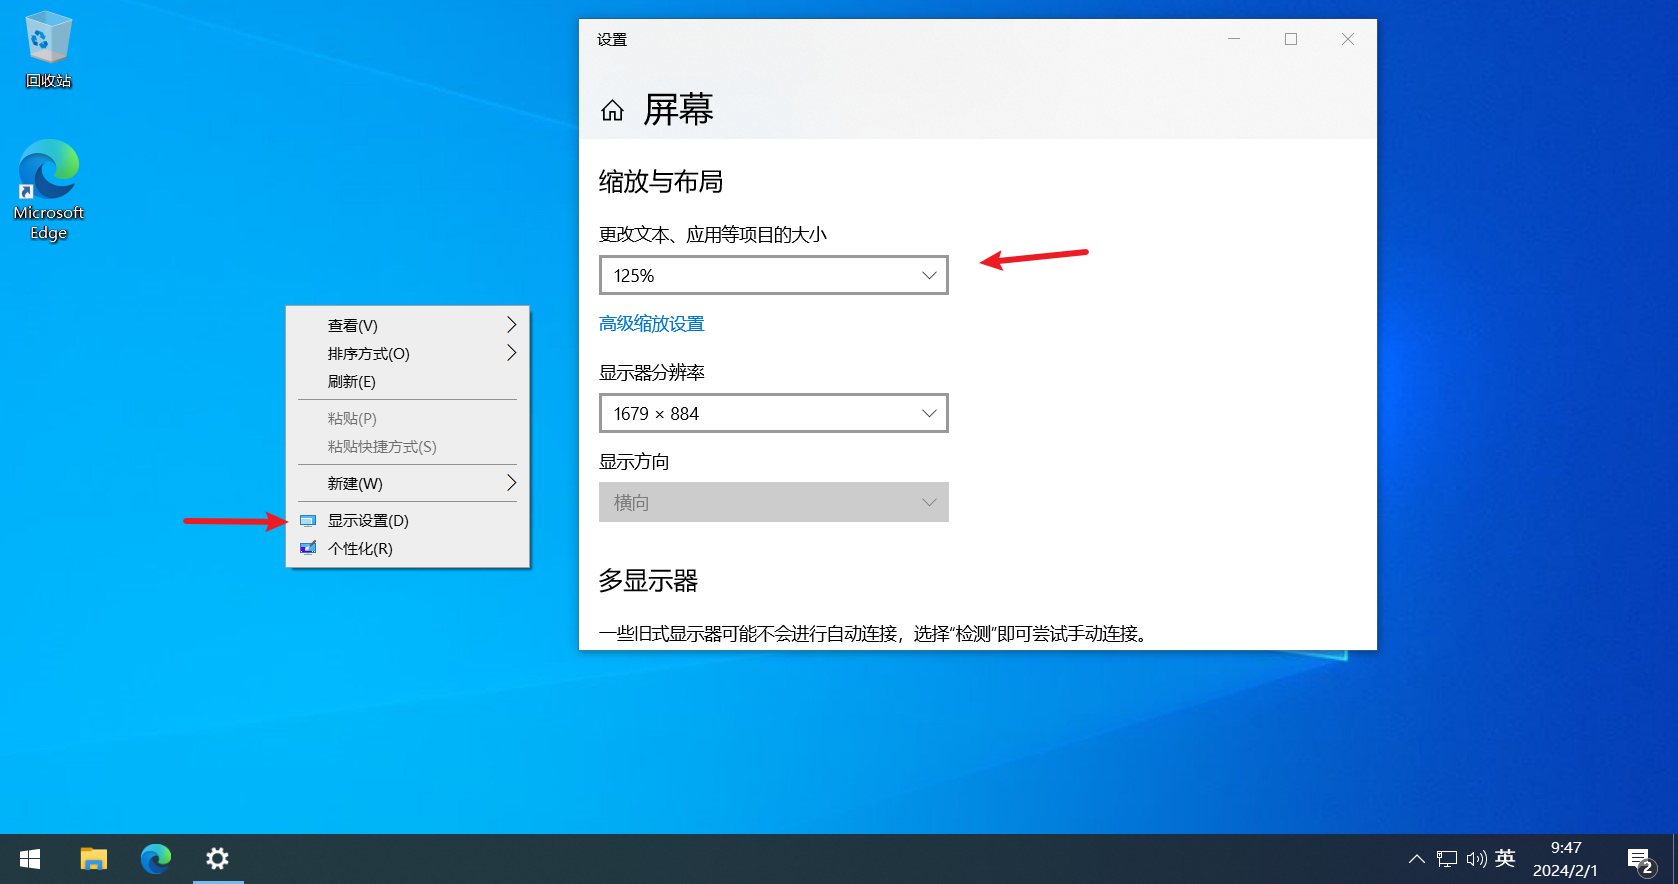 回收站
Microsoft
Edge
查看(V)
排序方式(O)
刷新(E)
粘贴(P)
粘贴快捷方式(S)
新建(W)
显示设置(D)
个性化(R)
设置
屏幕
缩放与布局
更改文本、应用等项目的大小
125%
高级缩放设置
显示器分辨率
1679 × 884
显示方向
横向
多显示器
一些旧式显示器可能不会进行自动连接，选择“检测”即可尝试手动连接。
英
9:47
2024/2/1
2